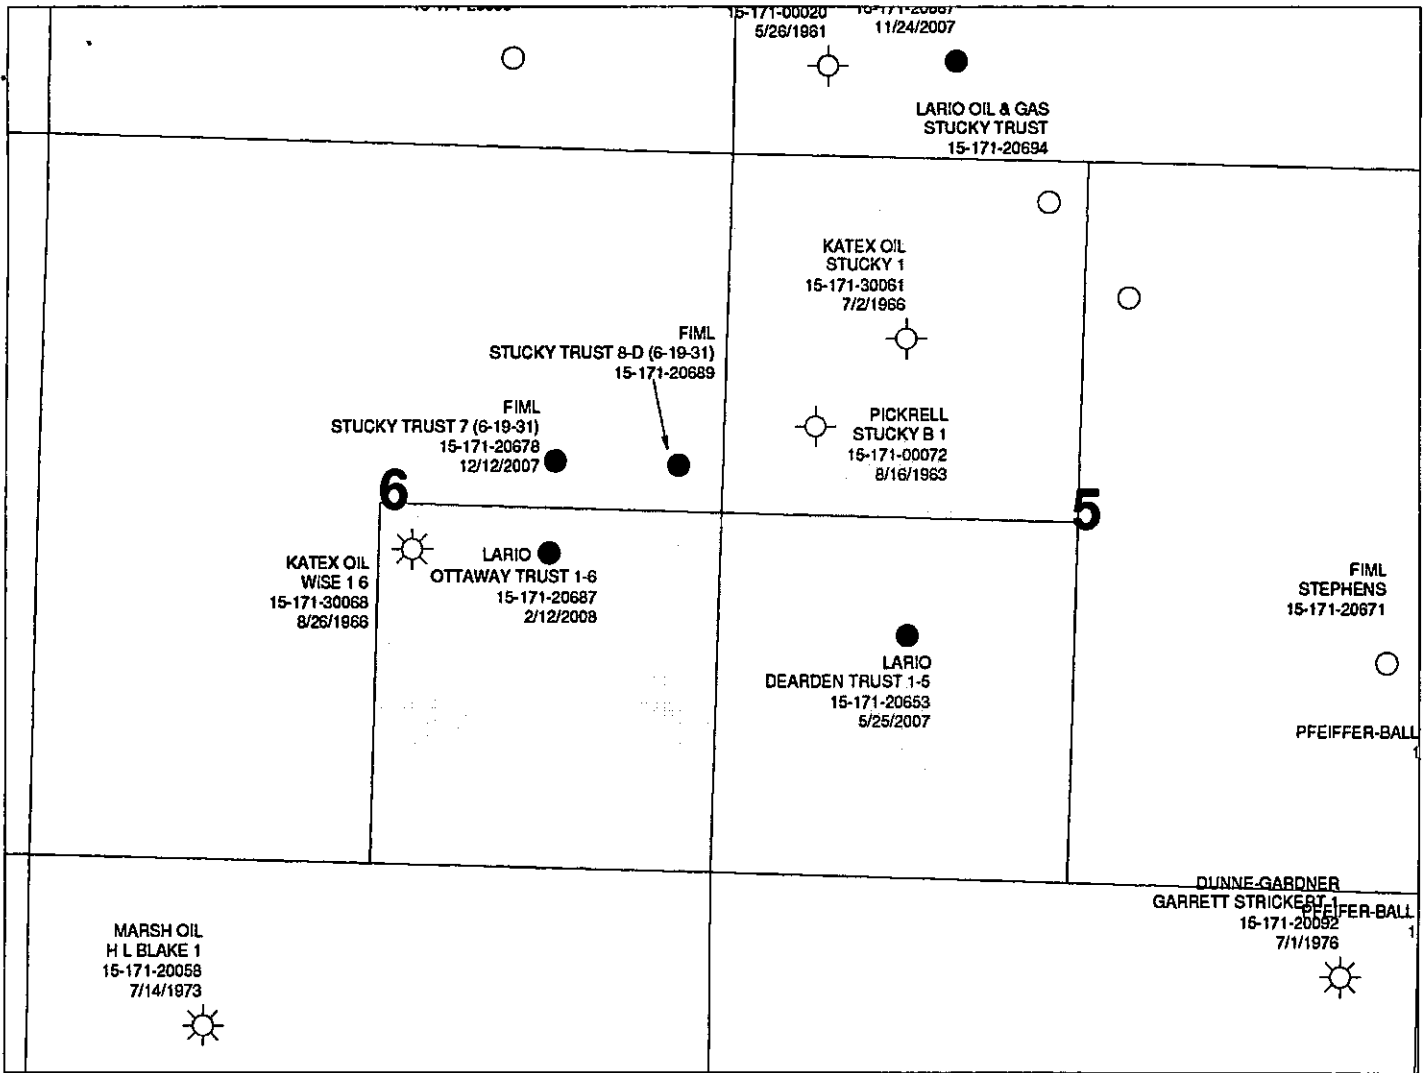 15-171-00020
5/26/1961
11/24/2007
LARIO OIL & GAS
STUCKY TRUST
15-171-20694
KATEX OIL
STUCKY 1
15-171-30061
7/2/1966
FIML
STUCKY TRUST 8-D (6-19-31)
15-171-20689
FIML
STUCKY TRUST 7 (6-19-31)
15-171-20678
12/12/2007
PICKRELL
STUCKY B 1
15-171-00072
8/16/1963
6
5
KATEX OIL
WISE 1 6
15-171-30068
8/26/1966
LARIO
OTTAWAY TRUST 1-6
15-171-20687
2/12/2008
FIML
STEPHENS
15-171-20671
LARIO
DEARDEN TRUST 1-5
15-171-20653
5/25/2007
PFEIFFER-BALL
1
DUNNE-GARDNER
GARRETT STRICKERT 1
15-171-20092
7/1/1976
PFEIFER-BALL
1
MARSH OIL
H L BLAKE 1
15-171-20058
7/14/1973